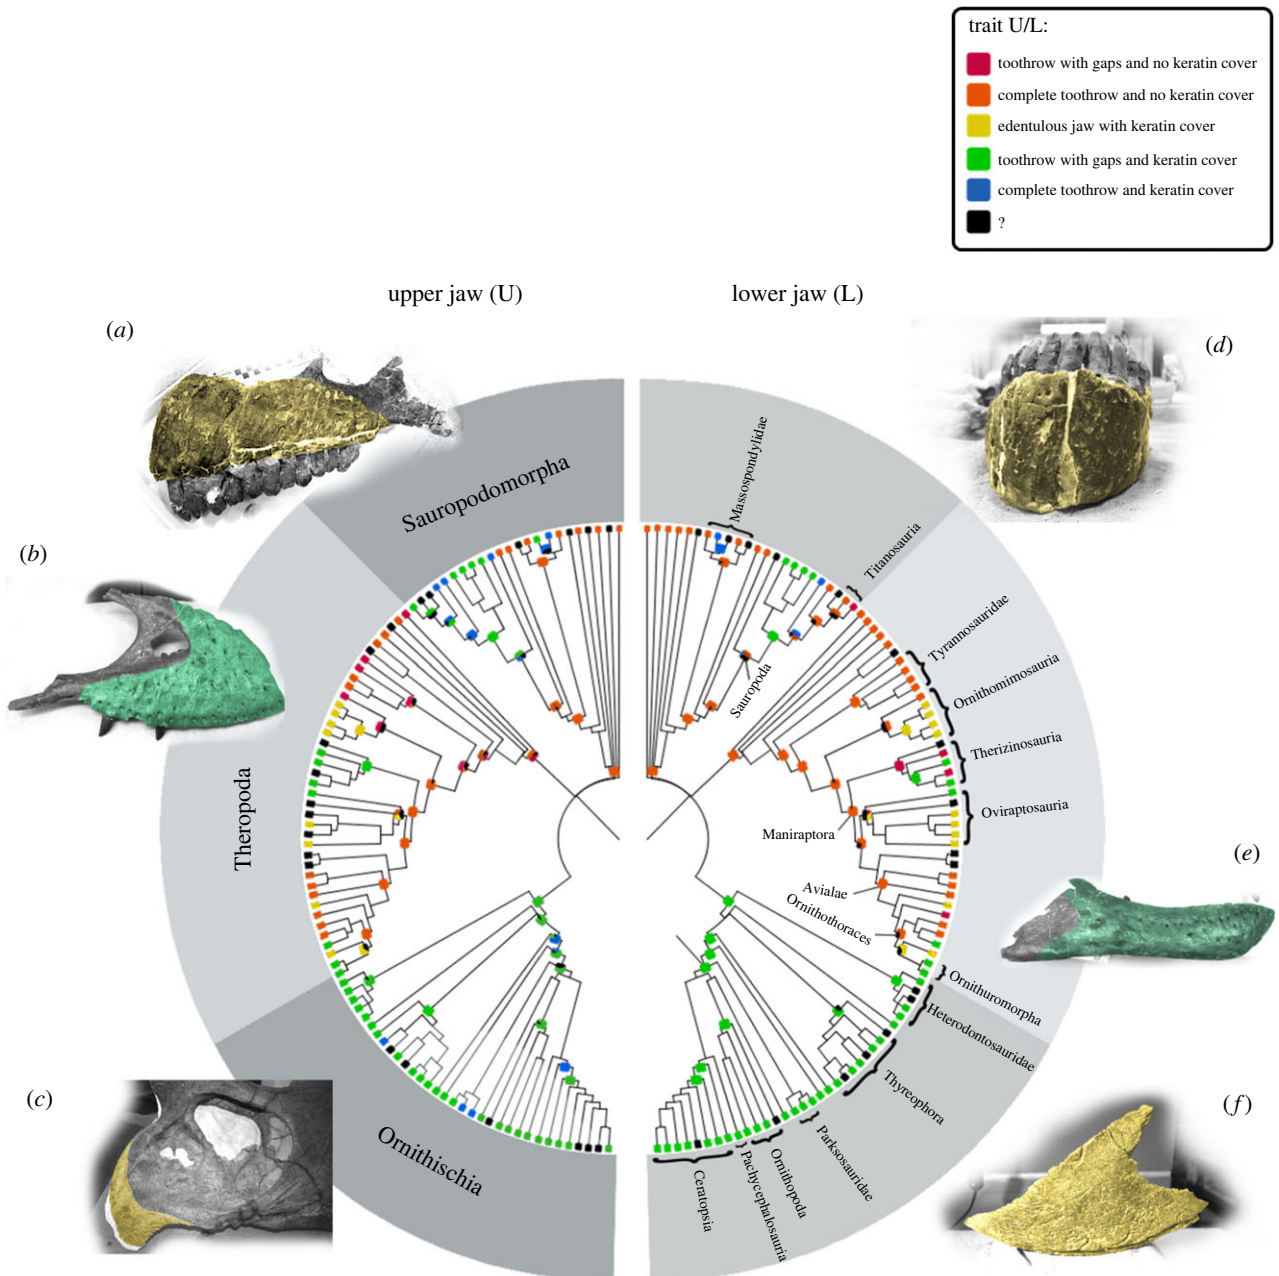 trait U/L:
toothrow with gaps and no keratin cover
complete toothrow and no keratin cover
edentulous jaw with keratin cover
toothrow with gaps and keratin cover
complete toothrow and keratin cover
?
upper jaw (U)
lower jaw (L)
(a)
(d)
(b)
(c)
(e)
(f)
Sauropodomorpha
Theropoda
Ornithischia
Massospondylidae
Titanosauria
Tyrannosauridae
Ornithomimosauria
Sauropoda
Therizinosauria
Oviraptosauria
Maniraptora
Avialae
Ornithothoraces
Ornithuromorpha
Heterodontosauridae
Thyreophora
Parksosauridae
Ornithopoda
Pachycephalosauria
Ceratopsia